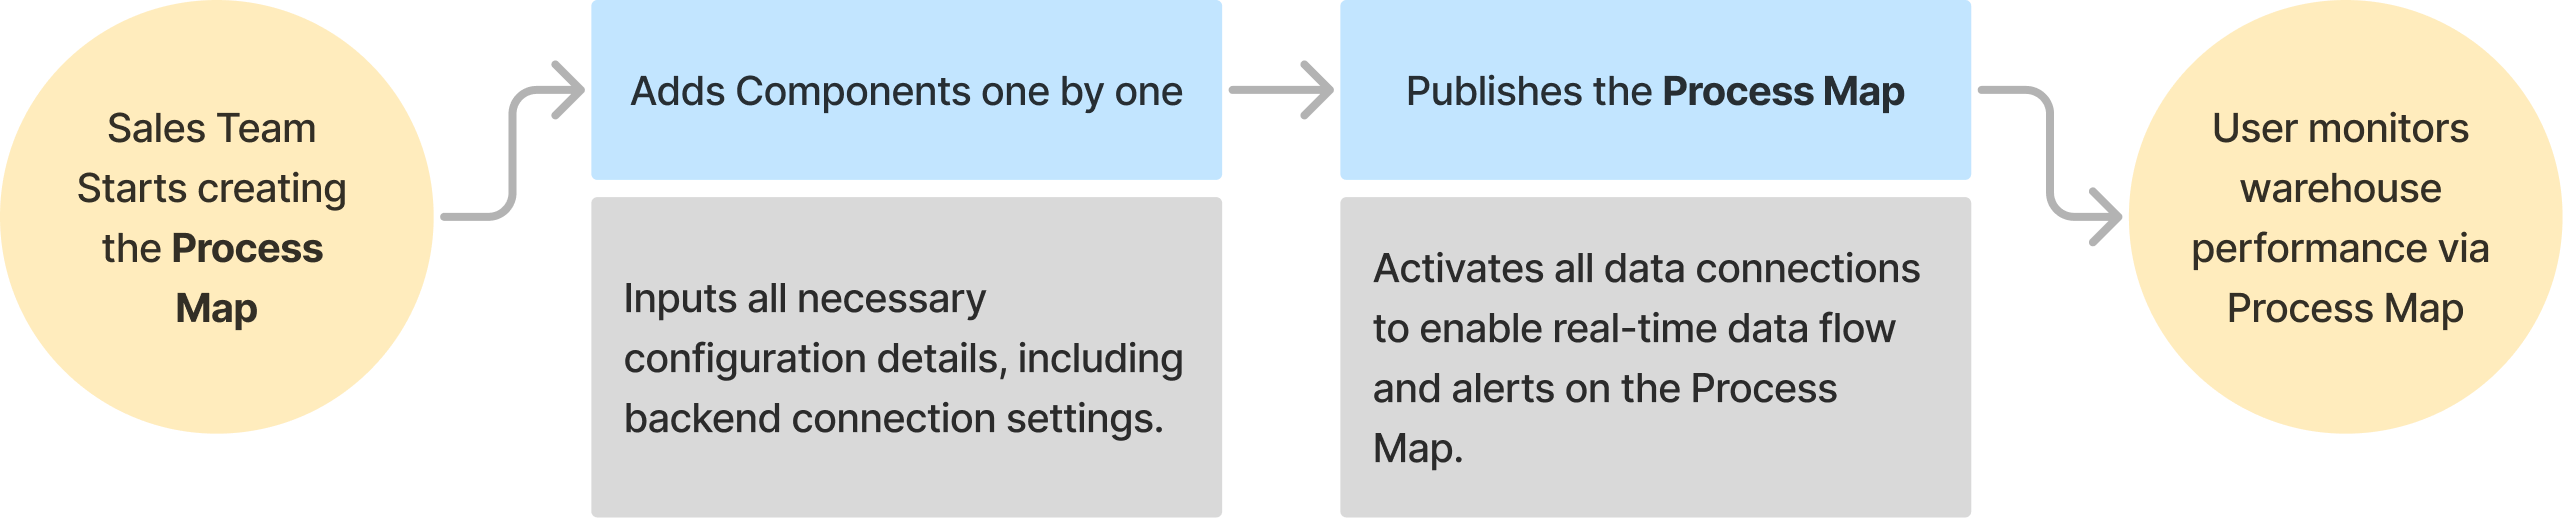 Sales Team
Starts creating
the Process
Map
Adds Components one by one
Inputs all necessary
configuration details, including
backend connection settings.
Publishes the Process Map
Activates all data connections
to enable real-time data flow
and alerts on the Process
Map.
User monitors
warehouse
performance via
Process Map